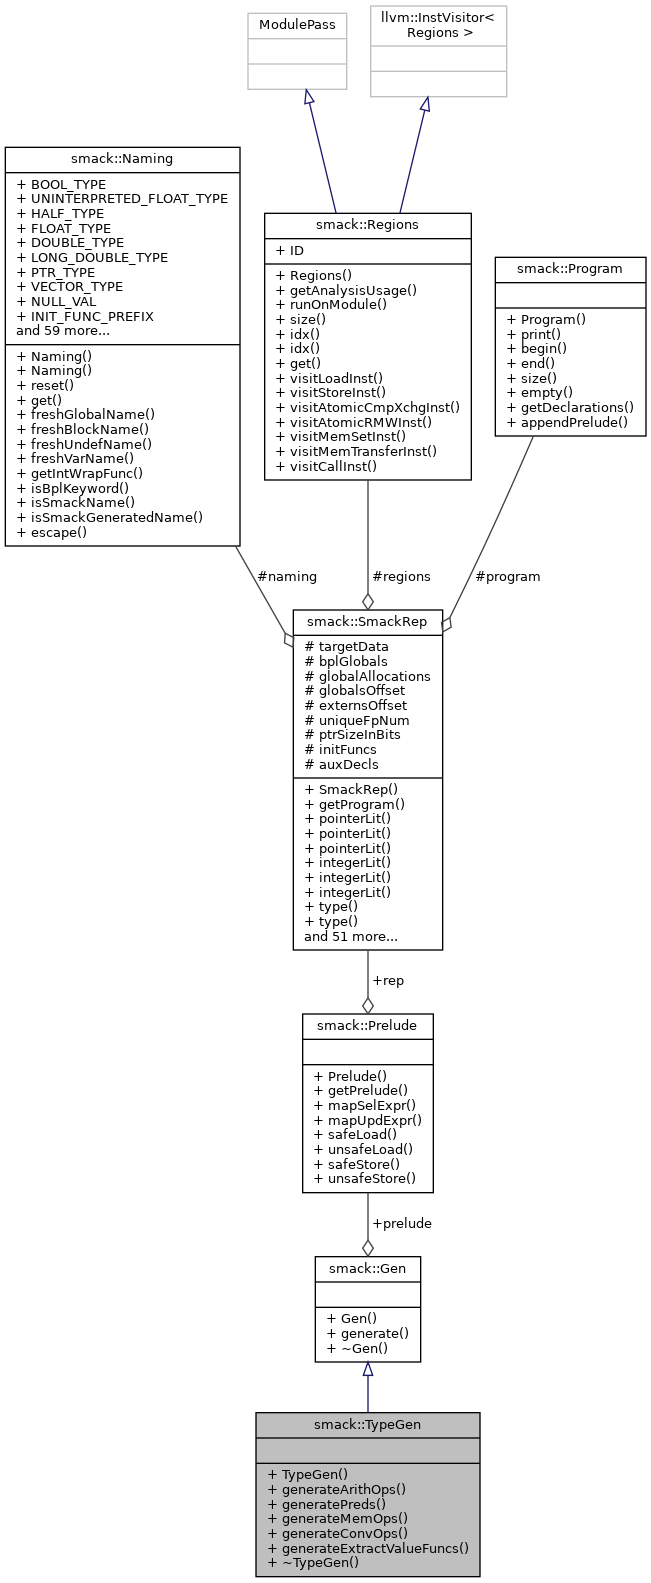 ModulePass
llvm::InstVisitor<
Regions >
smack::Naming
+ BOOL_TYPE
+ UNINTERPRETED_FLOAT_TYPE
+ HALF_TYPE
+ FLOAT_TYPE
+ DOUBLE_TYPE
+ LONG_DOUBLE_TYPE
+ PTR_TYPE
+ VECTOR_TYPE
+ NULL_VAL
+ INIT_FUNC_PREFIX
and 59 more...
+ Naming()
+ Naming()
+ reset()
+ get()
+ freshGlobalName()
+ freshBlockName()
+ freshUndefName()
+ freshVarName()
+ getIntWrapFunc()
+ isBplKeyword()
+ isSmackName()
+ isSmackGeneratedName()
+ escape()
smack::Regions
+ ID
+ Regions()
+ getAnalysisUsage()
+ runOnModule()
+ size()
+ idx()
+ idx()
+ get()
+ visitLoadInst()
+ visitStoreInst()
+ visitAtomicCmpXchgInst()
+ visitAtomicRMWInst()
+ visitMemSetInst()
+ visitMemTransferInst()
+ visitCallInst()
smack::Program
+ Program()
+ print()
+ begin()
+ end()
+ size()
+ empty()
+ getDeclarations()
+ appendPrelude()
#naming
#regions
#program
smack::SmackRep
# targetData
# bplGlobals
# globalAllocations
# globalsOffset
# externsOffset
# uniqueFpNum
# ptrSizeInBits
# initFuncs
# auxDecls
+ SmackRep()
+ getProgram()
+ pointerLit()
+ pointerLit()
+ pointerLit()
+ integerLit()
+ integerLit()
+ integerLit()
+ type()
+ type()
and 51 more...
+rep
smack::Prelude
+ Prelude()
+ getPrelude()
+ mapSelExpr()
+ mapUpdExpr()
+ safeLoad()
+ unsafeLoad()
+ safeStore()
+ unsafeStore()
+prelude
smack::Gen
+ Gen()
+ generate()
+ ~Gen()
smack::TypeGen
+ TypeGen()
+ generateArithOps()
+ generatePreds()
+ generateMemOps()
+ generateConvOps()
+ generateExtractValueFuncs()
+ ~TypeGen()